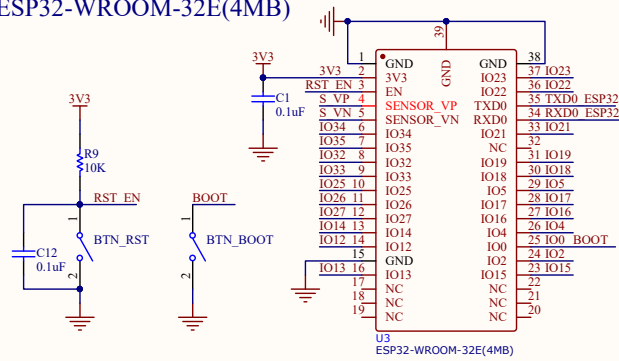 ESP32-WROOM-32E(4MB)
3V3
3V3
R9
10K
RST_EN
BOOT
1
1
C12
0.1uF
BTN_RST
BTN_BOOT
2
2
C1
0.1uF
39
GND
1 GND
3V3 2 3V3
RST_EN 3 EN
S_VP 4 SENSOR_VP
S_VN 5 SENSOR_VN
IO34 6 IO34
IO35 7 IO35
IO32 8 IO32
IO33 9 IO33
IO25 10 IO25
IO26 11 IO26
IO27 12 IO27
IO14 13 IO14
IO12 14 IO12
15 GND
IO13 16 IO13
17 NC
18 NC
19 NC
GND 38
IO23 37 IO23
IO22 36 IO22
TXD0 35 TXD0_ESP32
RXD0 34 RXD0_ESP32
IO21 33 IO21
NC 32
IO19 31 IO19
IO18 30 IO18
IO5 29 IO5
IO17 28 IO17
IO16 27 IO16
IO4 26 IO4
IO0 25 IO0_BOOT
IO2 24 IO2
IO15 23 IO15
NC 22
NC 21
NC 20
U3
ESP32-WROOM-32E(4MB)